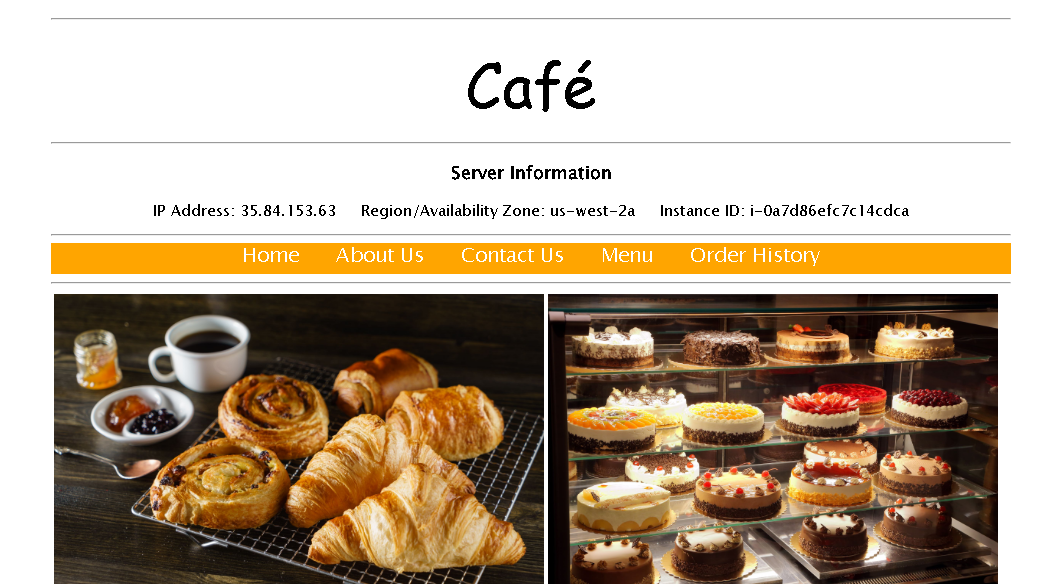 Café
Server Information
IP Address: 35.84.153.63 Region/Availability Zone: us-west-2a Instance ID: i-0a7d86efc7c14cdca
Home About Us Contact Us Menu Order History